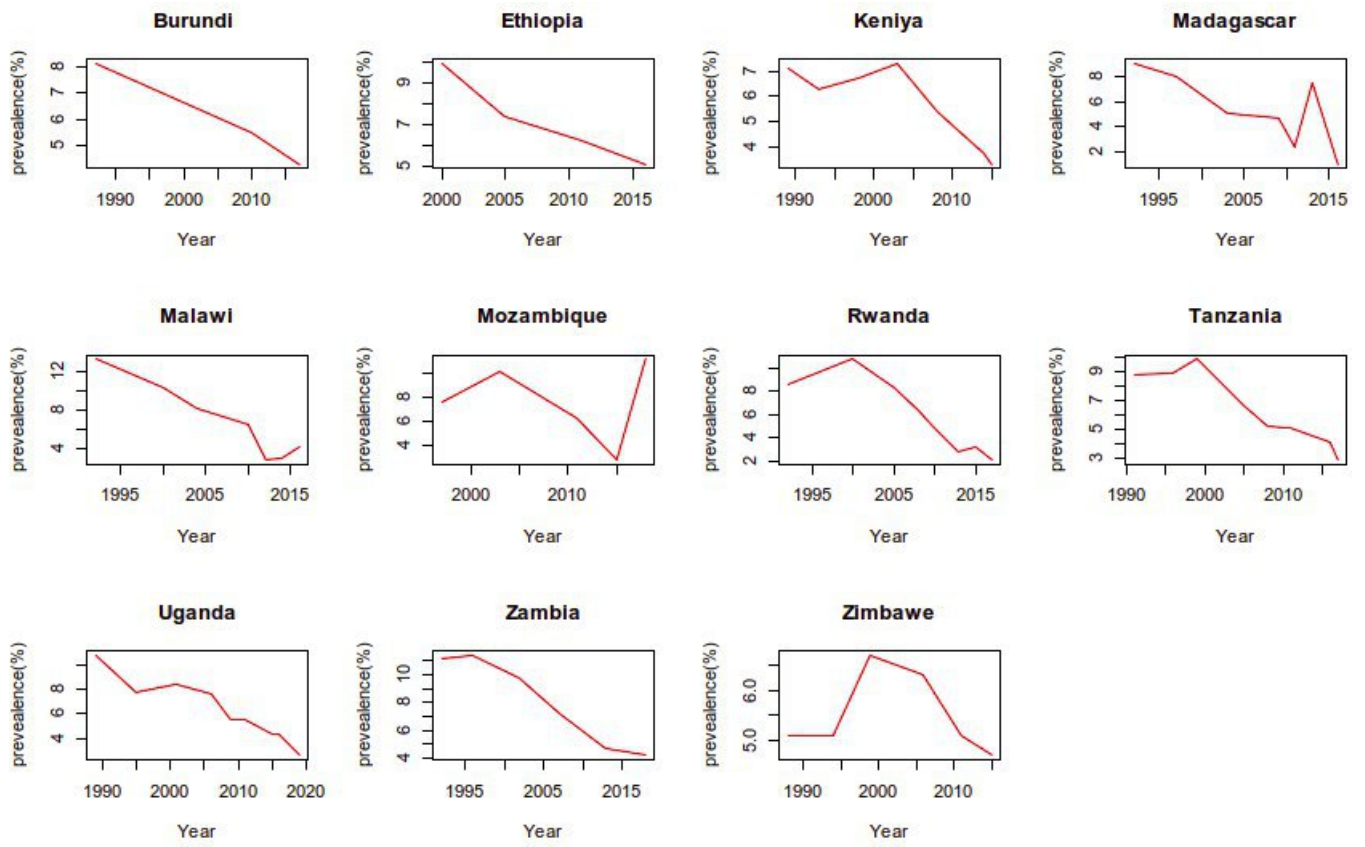 Burundi Ethiopia Keniya Madagascar
prevealence(%) prevealence(%) prevealence(%) prevealence(%)
8 7 6 5
9 7 5
7 6 5 4
8 6 4 2
1990 2000 2010
2000 2005 2010 2015
1990 2000 2010
1995 2005 2015
Year Year Year Year
Malawi Mozambique Rwanda Tanzania
prevealence(%) prevealence(%) prevealence(%) prevealence(%)
12 8 4
8 6 4
8 6 4 2
9 7 5 3
1995 2005 2015
2000 2010
1995 2005 2015
1990 2000 2010
Year Year Year Year
Uganda Zambia Zimbawe
prevealence(%) prevealence(%) prevealence(%)
8 6 4
10 8 6 4
6.0 5.0
1990 2000 2010 2020
1995 2005 2015
1990 2000 2010
Year Year Year